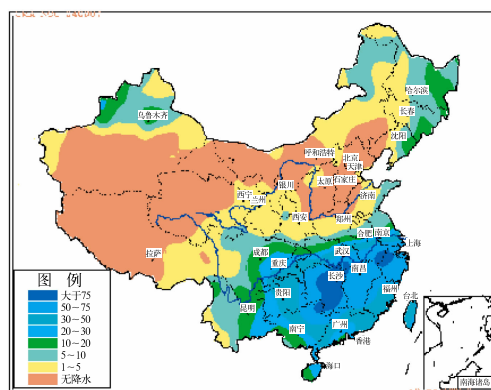 乌鲁木齐
哈尔滨
长春
沈阳
呼和浩特
北京
天津
银川
太原
石家庄
西宁
兰州
济南
西安
郑州
合肥
南京
拉萨
成都
武汉
上海
重庆
南昌
长沙
贵阳
福州
昆明
台北
南宁
广州
香港
海口
图 例
大于75
50~75
30~50
20~30
10~20
5~10
1~5
无降水
南海诸岛